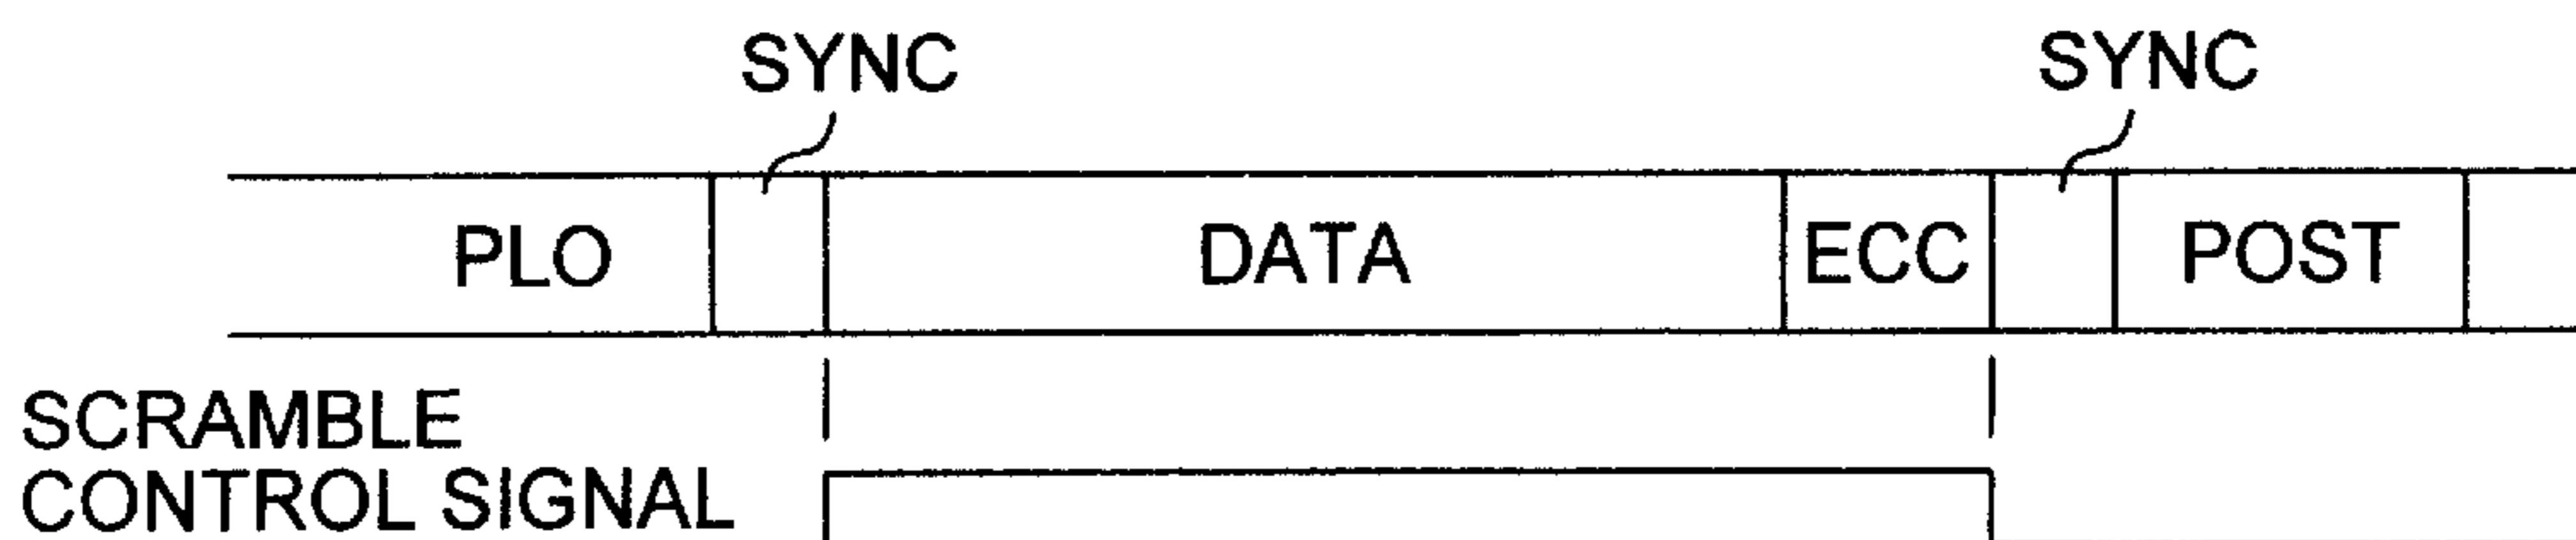 SYNC SYNC
PLO DATA ECC POST
SCRAMBLE
CONTROL SIGNAL